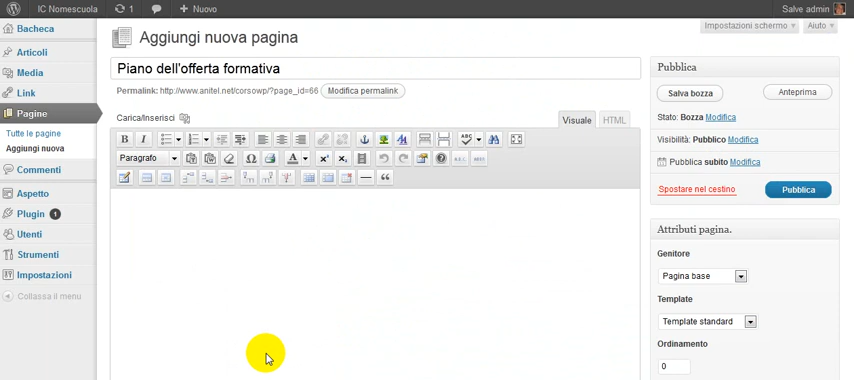 IC Nomescuola 1 Nuovo Salve admin
Impostazioni schermo Aiuto
Bacheca
Articoli
Media
Link
Pagine
Tutte le pagine
Aggiungi nuova
Commenti
Aspetto
Plugin 1
Utenti
Strumenti
Impostazioni
Collassa il menu
Aggiungi nuova pagina
Piano dell'offerta formativa
Permalink: http://www.anitel.net/corsowp/?page_id=66 Modifica permalink
Carica/Inserisci
Visuale HTML
B I ABC
Paragrafo Ω A x² x₂ A.B.C. ABBR
Pubblica
Salva bozza Anteprima
Stato: Bozza Modifica
Visibilità: Pubblico Modifica
Pubblica subito Modifica
Spostare nel cestino Pubblica
Attributi pagina.
Genitore
Pagina base
Template
Template standard
Ordinamento
0